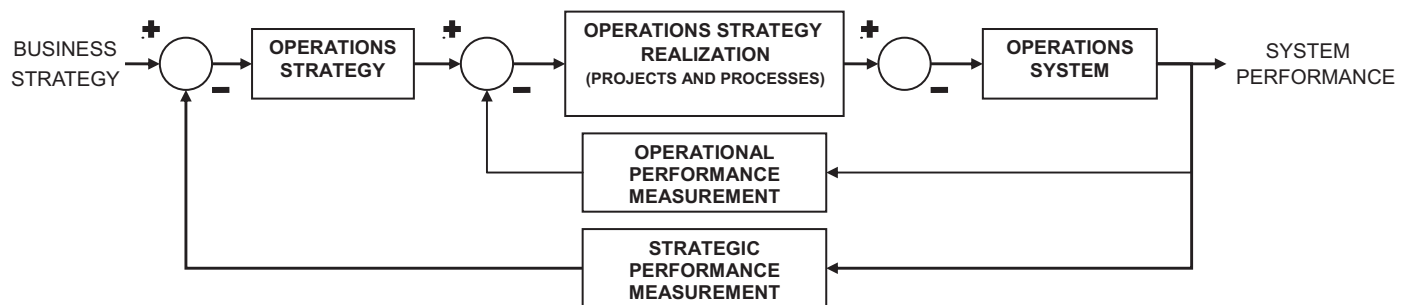 BUSINESS
STRATEGY
+
−
OPERATIONS
STRATEGY
+
−
OPERATIONS STRATEGY
REALIZATION
(PROJECTS AND PROCESSES)
+
−
OPERATIONS
SYSTEM
SYSTEM
PERFORMANCE
OPERATIONAL
PERFORMANCE
MEASUREMENT
STRATEGIC
PERFORMANCE
MEASUREMENT